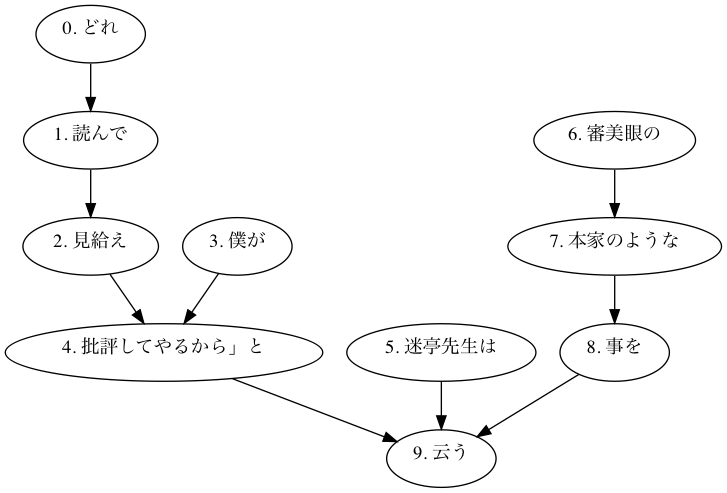 0. どれ
1. 読んで
6. 審美眼の
2. 見給え
3. 僕が
7. 本家のような
4. 批評してやるから」と
5. 迷亭先生は
8. 事を
9. 云う